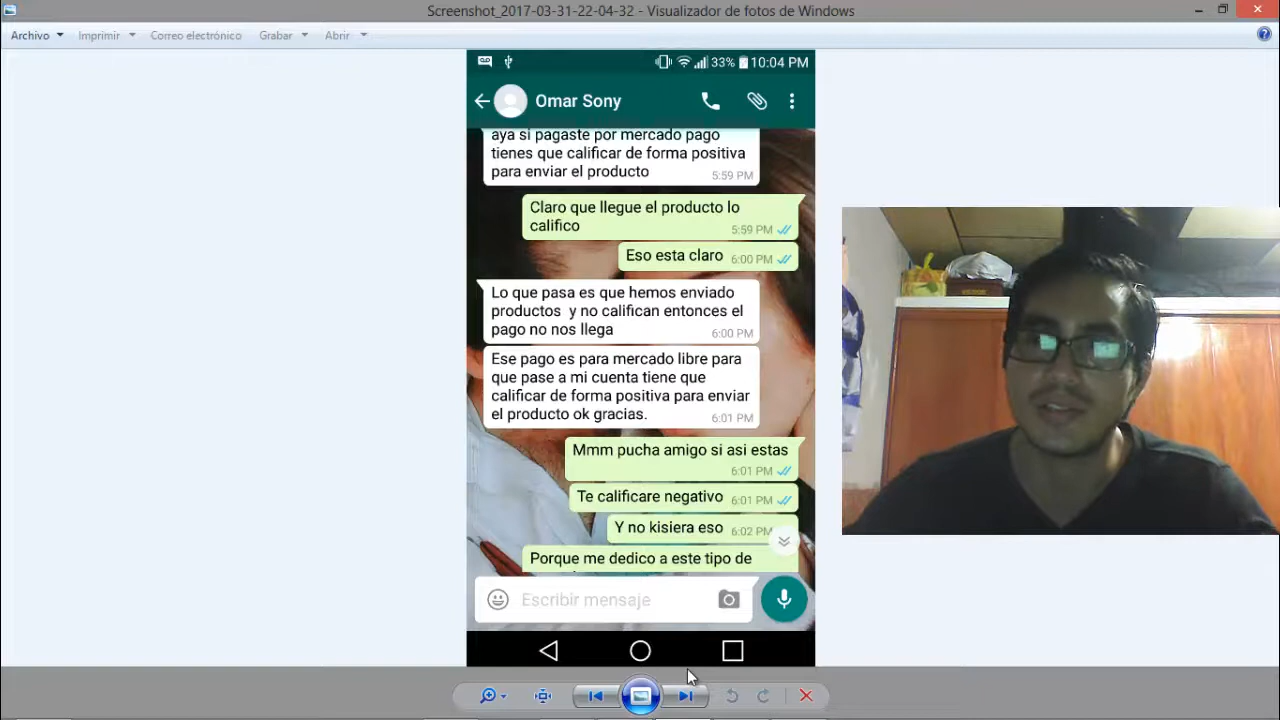 Screenshot_2017-03-31-22-04-32 - Visualizador de fotos de Windows
Archivo Imprimir Correo electrónico Grabar Abrir
33% 10:04 PM
Omar Sony
aya si pagaste por mercado pago
tienes que calificar de forma positiva
para enviar el producto
5:59 PM
Claro que llegue el producto lo
califico
5:59 PM
Eso esta claro 6:00 PM
Lo que pasa es que hemos enviado
productos y no califican entonces el
pago no nos llega
6:00 PM
Ese pago es para mercado libre para
que pase a mi cuenta tiene que
calificar de forma positiva para enviar
el producto ok gracias.
6:01 PM
Mmm pucha amigo si asi estas
6:01 PM
Te calificare negativo 6:01 PM
Y no kisiera eso 6:02 PM
Porque me dedico a este tipo de
Escribir mensaje